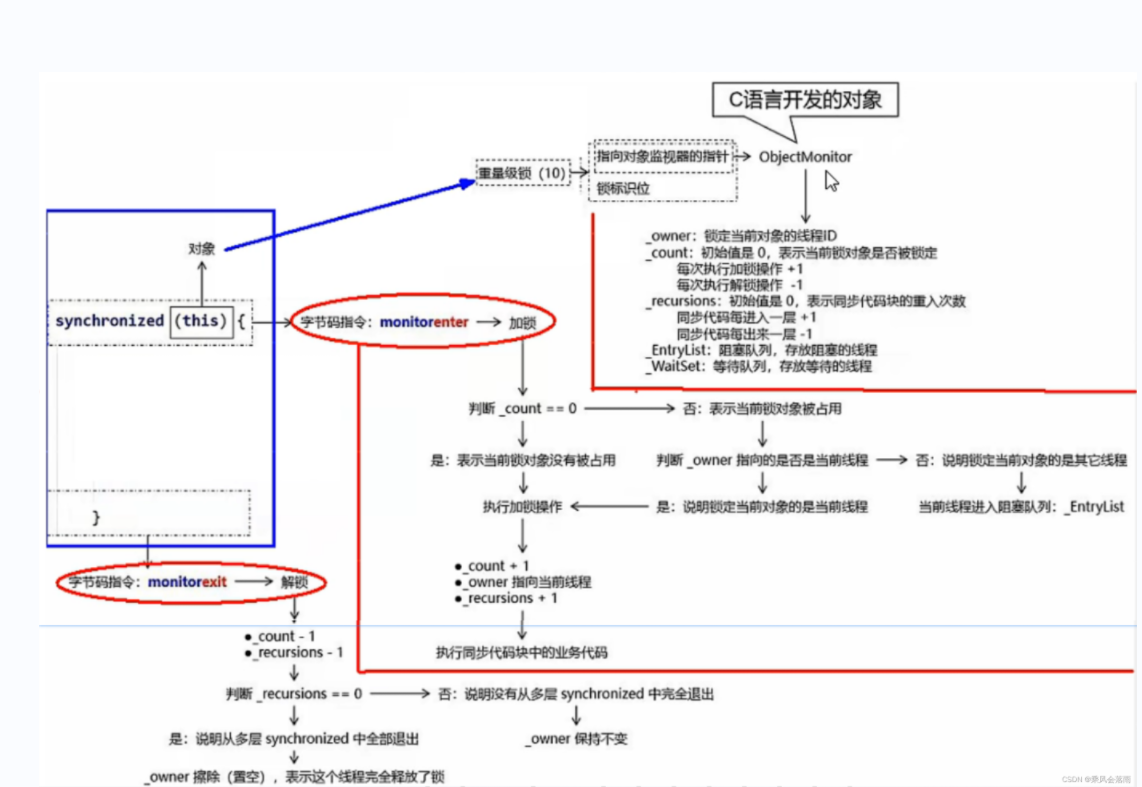 C语言开发的对象
重量级锁（10）
指向对象监视器的指针
锁标识位
ObjectMonitor
_owner：锁定当前对象的线程ID
_count：初始值是 0，表示当前锁对象是否被锁定
每次执行加锁操作 +1
每次执行解锁操作 -1
_recursions：初始值是 0，表示同步代码块的重入次数
同步代码每进入一层 +1
同步代码每出来一层 -1
_EntryList：阻塞队列，存放阻塞的线程
_WaitSet：等待队列，存放等待的线程
对象
synchronized (this) {
}
字节码指令：monitorenter
加锁
判断 _count == 0
否：表示当前锁对象被占用
是：表示当前锁对象没有被占用
判断 _owner 指向的是否是当前线程
否：说明锁定当前对象的是其它线程
执行加锁操作
是：说明锁定当前对象的是当前线程
当前线程进入阻塞队列：_EntryList
●_count + 1
●_owner 指向当前线程
●_recursions + 1
执行同步代码块中的业务代码
字节码指令：monitorexit
解锁
●_count - 1
●_recursions - 1
判断 _recursions == 0
否：说明没有从多层 synchronized 中完全退出
是：说明从多层 synchronized 中全部退出
_owner 保持不变
_owner 擦除（置空），表示这个线程完全释放了锁
CSDN @乘风会落雨